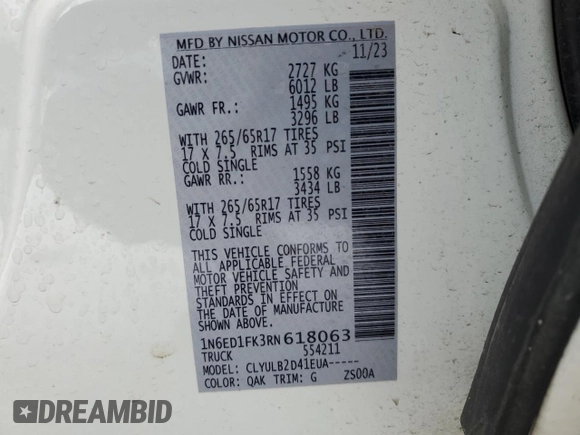 MFD BY NISSAN MOTOR CO., LTD.
DATE: 11/23
GVWR: 2727 KG
6012 LB
GAWR FR.: 1495 KG
3296 LB
WITH 265/65R17 TIRES
17 X 7.5 RIMS AT 35 PSI
COLD SINGLE
GAWR RR.: 1558 KG
3434 LB
WITH 265/65R17 TIRES
17 X 7.5 RIMS AT 35 PSI
COLD SINGLE
THIS VEHICLE CONFORMS TO
ALL APPLICABLE FEDERAL
MOTOR VEHICLE SAFETY AND
THEFT PREVENTION
STANDARDS IN EFFECT ON
THE DATE OF MANUFACTURE
SHOWN ABOVE
1N6ED1FK3RN618063
TRUCK 554211
MODEL: CLYULB2D41EUA-----
COLOR: QAK TRIM: G ZS00A
DREAMBID